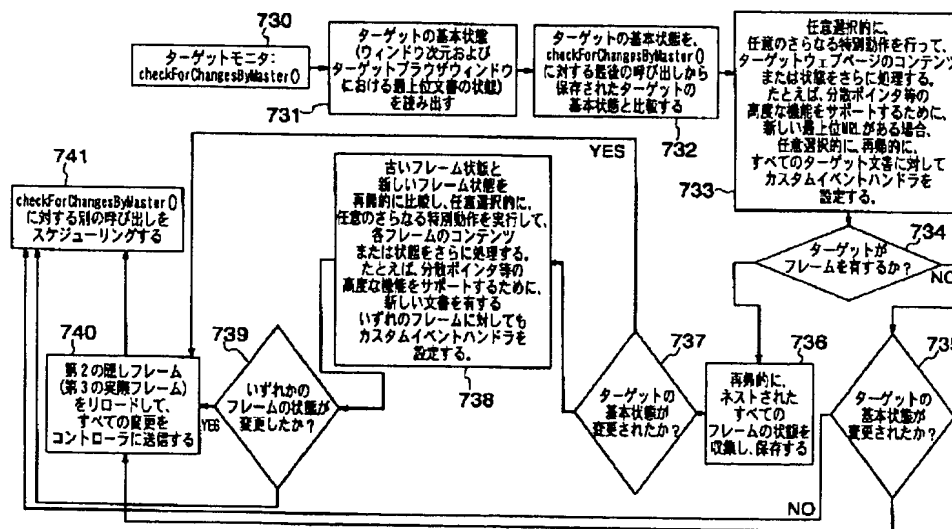 730
ターゲットモニタ:
checkForChangesByMaster()
ターゲットの基本状態
(ウィンドウ次元および
ターゲットブラウザウィンドウ
における最上位文書の状態)
を読み出す
731
ターゲットの基本状態を、
checkForChangesByMaster()
に対する最後の呼び出しから
保存されたターゲットの
基本状態と比較する
732
任意選択的に、
任意のさらなる特別動作を行って、
ターゲットウェブページのコンテンツ
または状態をさらに処理する。
たとえば、分散ポインタ等の
高度な機能をサポートするために、
新しい最上位URLがある場合、
任意選択的に、再帰的に、
すべてのターゲット文書に対して
カスタムイベントハンドラを
設定する。
733
734
ターゲットが
フレームを有するか?
NO
735
ターゲットの
基本状態が
変更されたか?
NO
736
再帰的に、
ネストされた
すべての
フレームの状態を
収集し、保存する
737
ターゲットの
基本状態が
変更されたか?
YES
古いフレーム状態と
新しいフレーム状態を
再帰的に比較し、任意選択的に、
任意のさらなる特別動作を実行して、
各フレームのコンテンツ
または状態をさらに処理する。
たとえば、分散ポインタ等の
高度な機能をサポートするために、
新しい文書を有する
いずれのフレームに対しても
カスタムイベントハンドラを
設定する。
738
739
いずれかの
フレームの状態が
変更したか?
YES
740
第2の隠しフレーム
(第3の実際フレーム)
をリロードして、
すべての変更を
コントローラに送信する
741
checkForChangesByMaster()
に対する別の呼び出しを
スケジューリングする